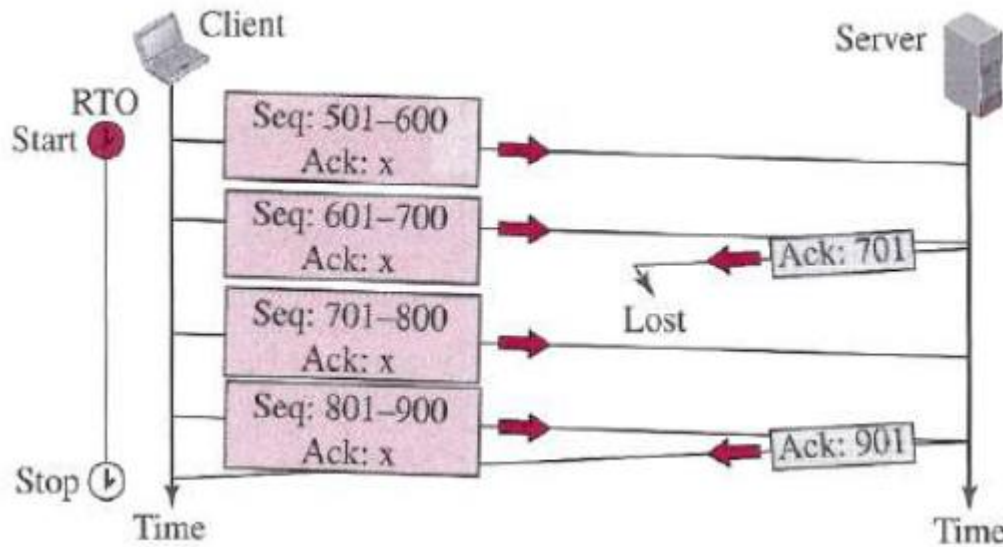 Client
Server
RTO
Start
Seq: 501–600
Ack: x
Seq: 601–700
Ack: x
Ack: 701
Lost
Seq: 701–800
Ack: x
Seq: 801–900
Ack: x
Ack: 901
Stop
Time
Time